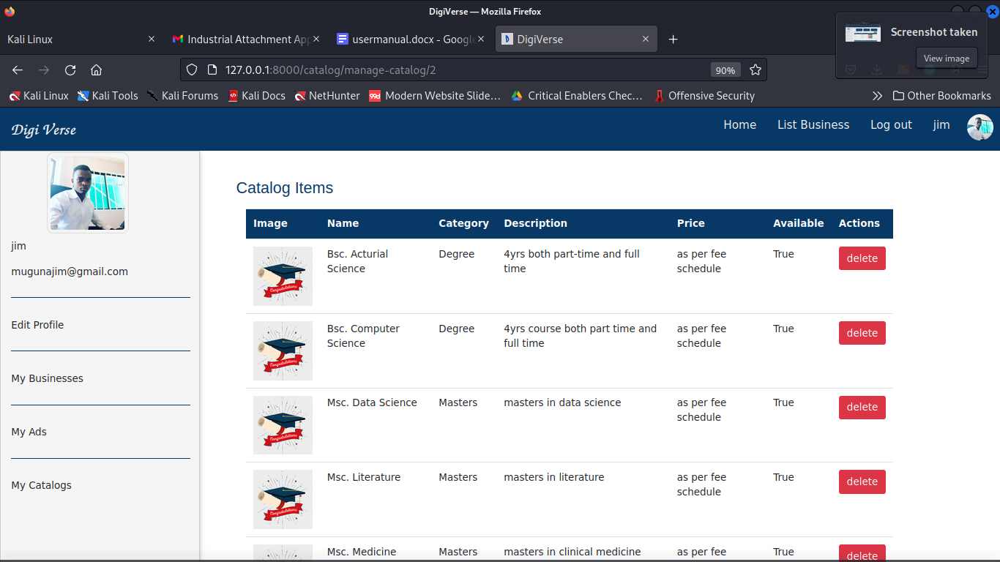 DigiVerse — Mozilla Firefox
Kali Linux
Industrial Attachment Ap
usermanual.docx - Google
DigiVerse
Screenshot taken
View image
127.0.0.1:8000/catalog/manage-catalog/2
90%
Kali Linux
Kali Tools
Kali Forums
Kali Docs
NetHunter
Modern Website Slide…
Critical Enablers Chec…
Offensive Security
Other Bookmarks
Digi Verse
Home
List Business
Log out
jim
jim
mugunajim@gmail.com
Edit Profile
My Businesses
My Ads
My Catalogs
Catalog Items
Image Name Category Description Price Available Actions
Congratulations
Bsc. Acturial
Science
Degree
4yrs both part-time and full
time
as per fee
schedule
True
delete
Congratulations
Bsc. Computer
Science
Degree
4yrs course both part time and
full time
as per fee
schedule
True
delete
Congratulations
Msc. Data Science
Masters
masters in data science
as per fee
schedule
True
delete
Congratulations
Msc. Literature
Masters
masters in literature
as per fee
schedule
True
delete
Msc. Medicine
Masters
masters in clinical medicine
as per fee
True
delete